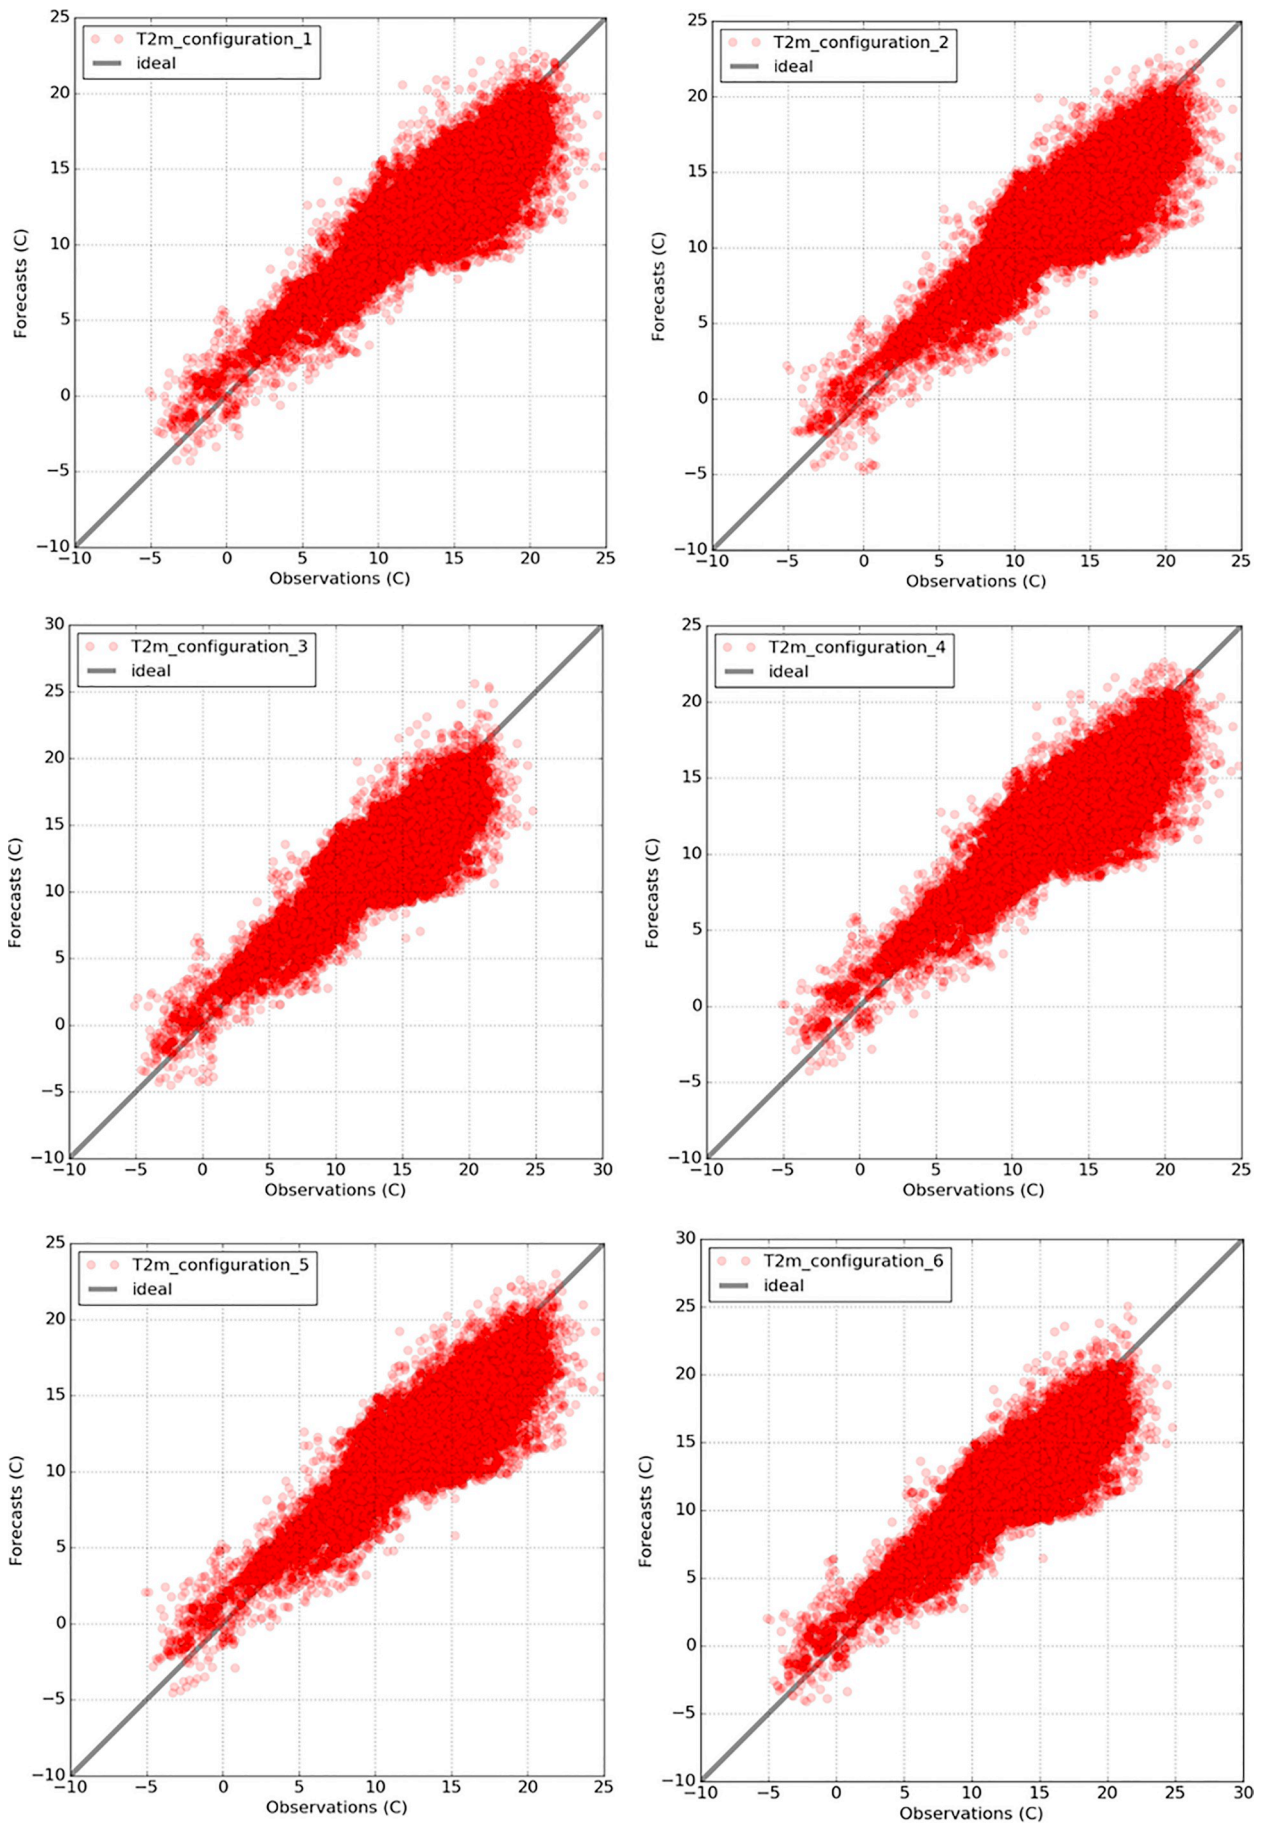 25
20
15
10
5
0
−5
−10
Forecasts (C)
T2m_configuration_1
ideal
−10 −5 0 5 10 15 20 25
Observations (C)
25
20
15
10
5
0
−5
−10
Forecasts (C)
T2m_configuration_2
ideal
−10 −5 0 5 10 15 20 25
Observations (C)
30
25
20
15
10
5
0
−5
−10
Forecasts (C)
T2m_configuration_3
ideal
−10 −5 0 5 10 15 20 25 30
Observations (C)
25
20
15
10
5
0
−5
−10
Forecasts (C)
T2m_configuration_4
ideal
−10 −5 0 5 10 15 20 25
Observations (C)
25
20
15
10
5
0
−5
−10
Forecasts (C)
T2m_configuration_5
ideal
−10 −5 0 5 10 15 20 25
Observations (C)
30
25
20
15
10
5
0
−5
−10
Forecasts (C)
T2m_configuration_6
ideal
−10 −5 0 5 10 15 20 25 30
Observations (C)